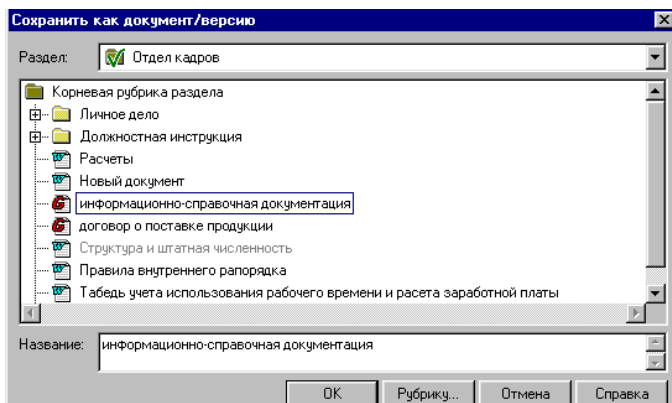 Сохранить как документ/версию
Раздел: Отдел кадров
Корневая рубрика раздела
Личное дело
Должностная инструкция
Расчеты
Новый документ
информационно-справочная документация
договор о поставке продукции
Структура и штатная численность
Правила внутреннего рапорядка
Табедь учета использования рабочего времени и расета заработной платы
Название: информационно-справочная документация
ОК Рубрику... Отмена Справка